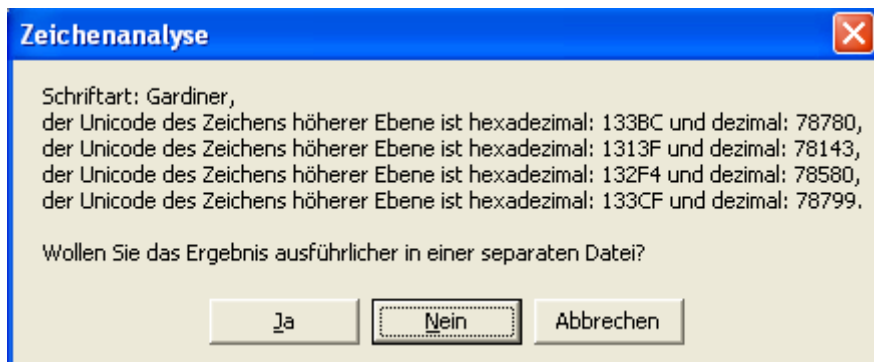 Zeichenanalyse
Schriftart: Gardiner,
der Unicode des Zeichens höherer Ebene ist hexadezimal: 133BC und dezimal: 78780,
der Unicode des Zeichens höherer Ebene ist hexadezimal: 1313F und dezimal: 78143,
der Unicode des Zeichens höherer Ebene ist hexadezimal: 132F4 und dezimal: 78580,
der Unicode des Zeichens höherer Ebene ist hexadezimal: 133CF und dezimal: 78799.
Wollen Sie das Ergebnis ausführlicher in einer separaten Datei?
Ja Nein Abbrechen